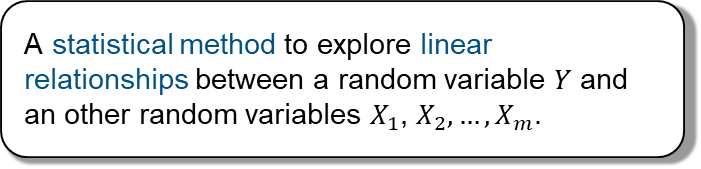 A statistical method to explore linear
relationships between a random variable Y and
an other random variables X₁, X₂, …, Xₘ.